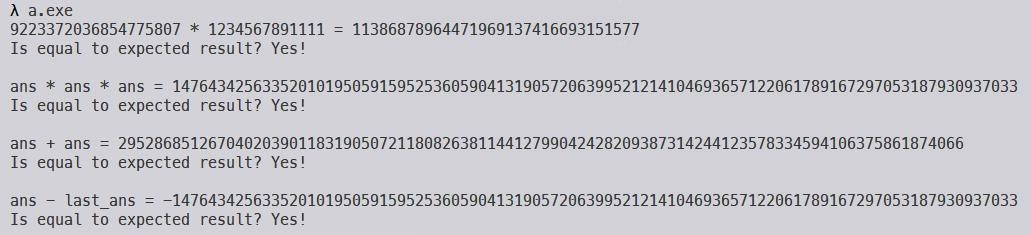 λ a.exe
9223372036854775807 * 1234567891111 = 11386878964471969137416693151577
Is equal to expected result? Yes!
ans * ans * ans = 1476434256335201019505915952536059041319057206399521214104693657122061789167297053187930937033
Is equal to expected result? Yes!
ans + ans = 2952868512670402039011831905072118082638114412799042428209387314244123578334594106375861874066
Is equal to expected result? Yes!
ans - last_ans = -1476434256335201019505915952536059041319057206399521214104693657122061789167297053187930937033
Is equal to expected result? Yes!